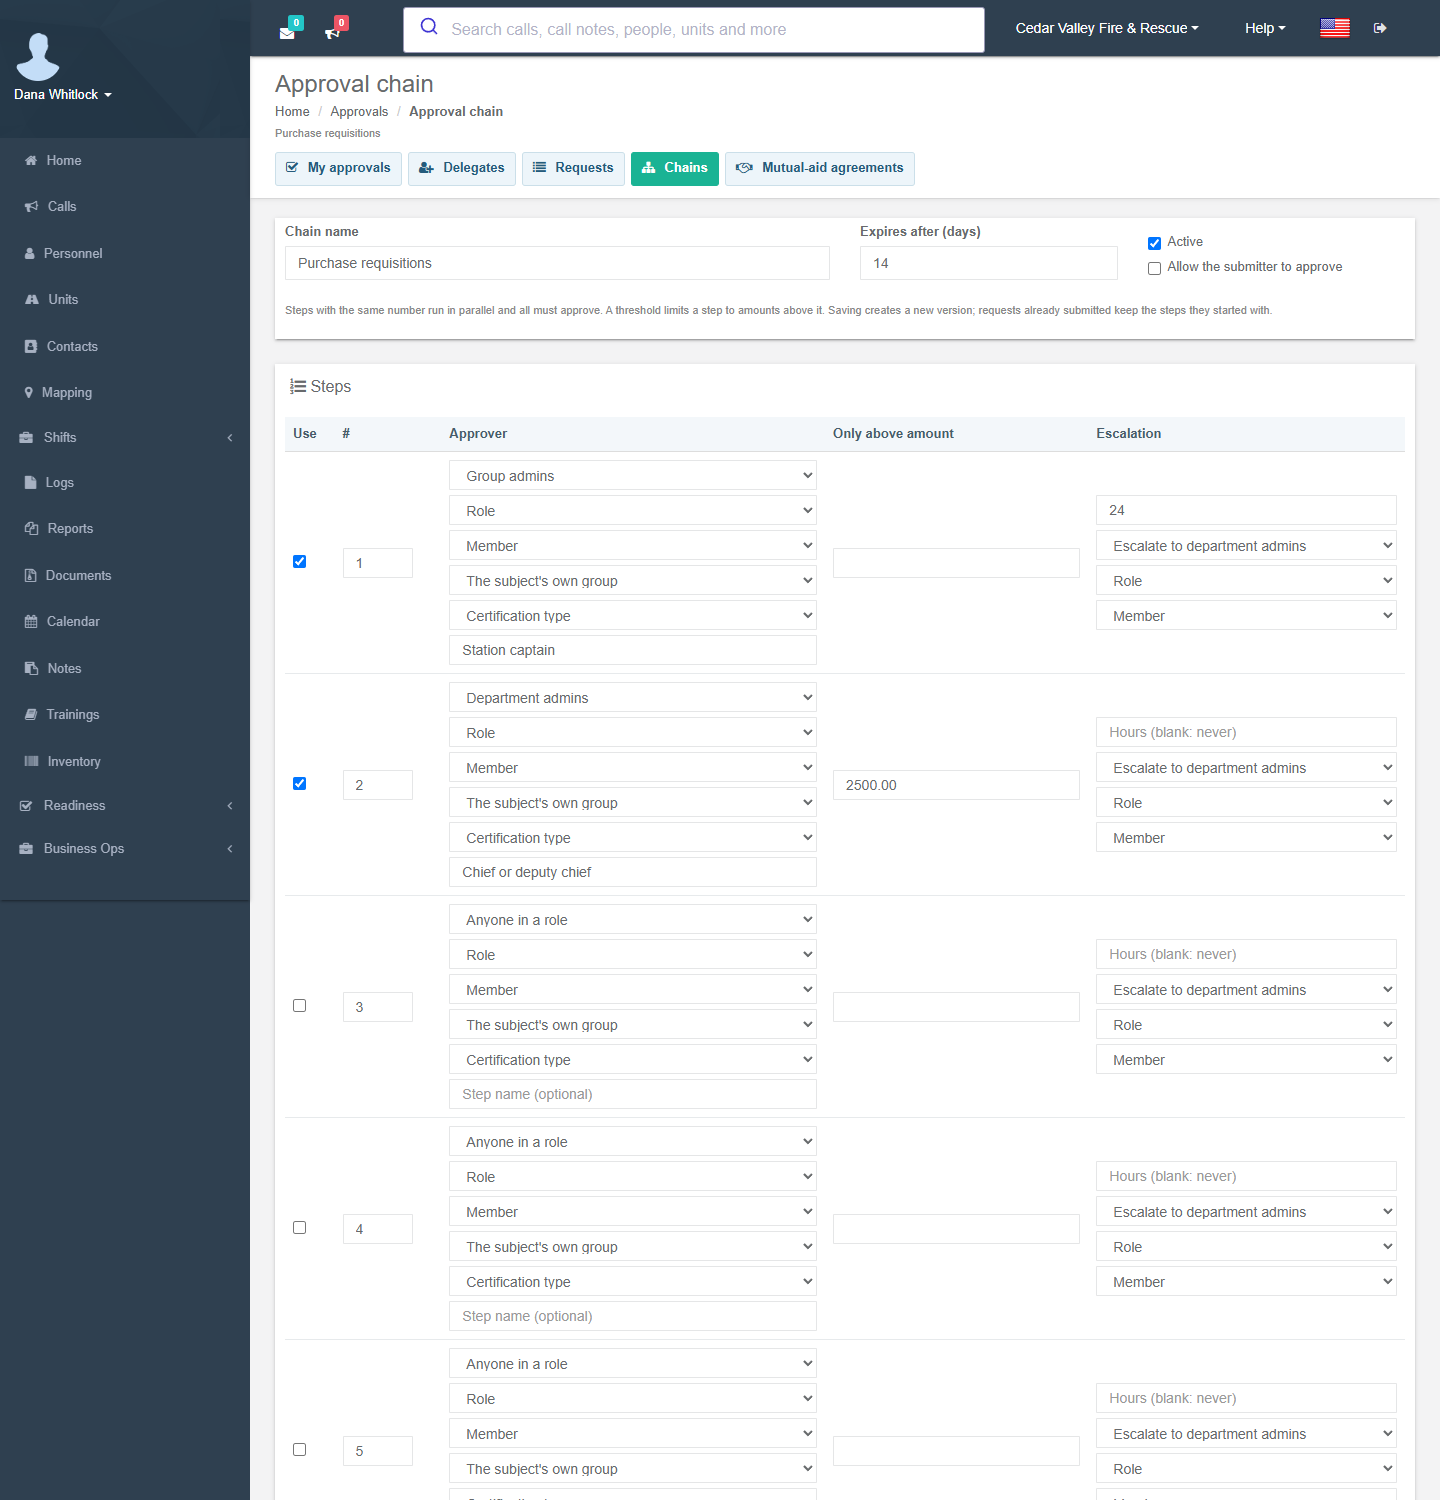 Dana Whitlock
Home
Calls
Personnel
Units
Contacts
Mapping
Shifts
Logs
Reports
Documents
Calendar
Notes
Trainings
Inventory
Readiness
Business Ops
0
0
Search calls, call notes, people, units and more
Cedar Valley Fire & Rescue
Help
Approval chain
Home / Approvals / Approval chain
Purchase requisitions
My approvals
Delegates
Requests
Chains
Mutual-aid agreements
Chain name
Purchase requisitions
Expires after (days)
14
Active
Allow the submitter to approve
Steps with the same number run in parallel and all must approve. A threshold limits a step to amounts above it. Saving creates a new version; requests already submitted keep the steps they started with.
Steps
Use # Approver Only above amount Escalation
1
Group admins
Role
Member
The subject's own group
Certification type
Station captain
24
Escalate to department admins
Role
Member
2
Department admins
Role
Member
The subject's own group
Certification type
Chief or deputy chief
2500.00
Hours (blank: never)
Escalate to department admins
Role
Member
3
Anyone in a role
Role
Member
The subject's own group
Certification type
Step name (optional)
Hours (blank: never)
Escalate to department admins
Role
Member
4
Anyone in a role
Role
Member
The subject's own group
Certification type
Step name (optional)
Hours (blank: never)
Escalate to department admins
Role
Member
5
Anyone in a role
Role
Member
The subject's own group
Hours (blank: never)
Escalate to department admins
Role